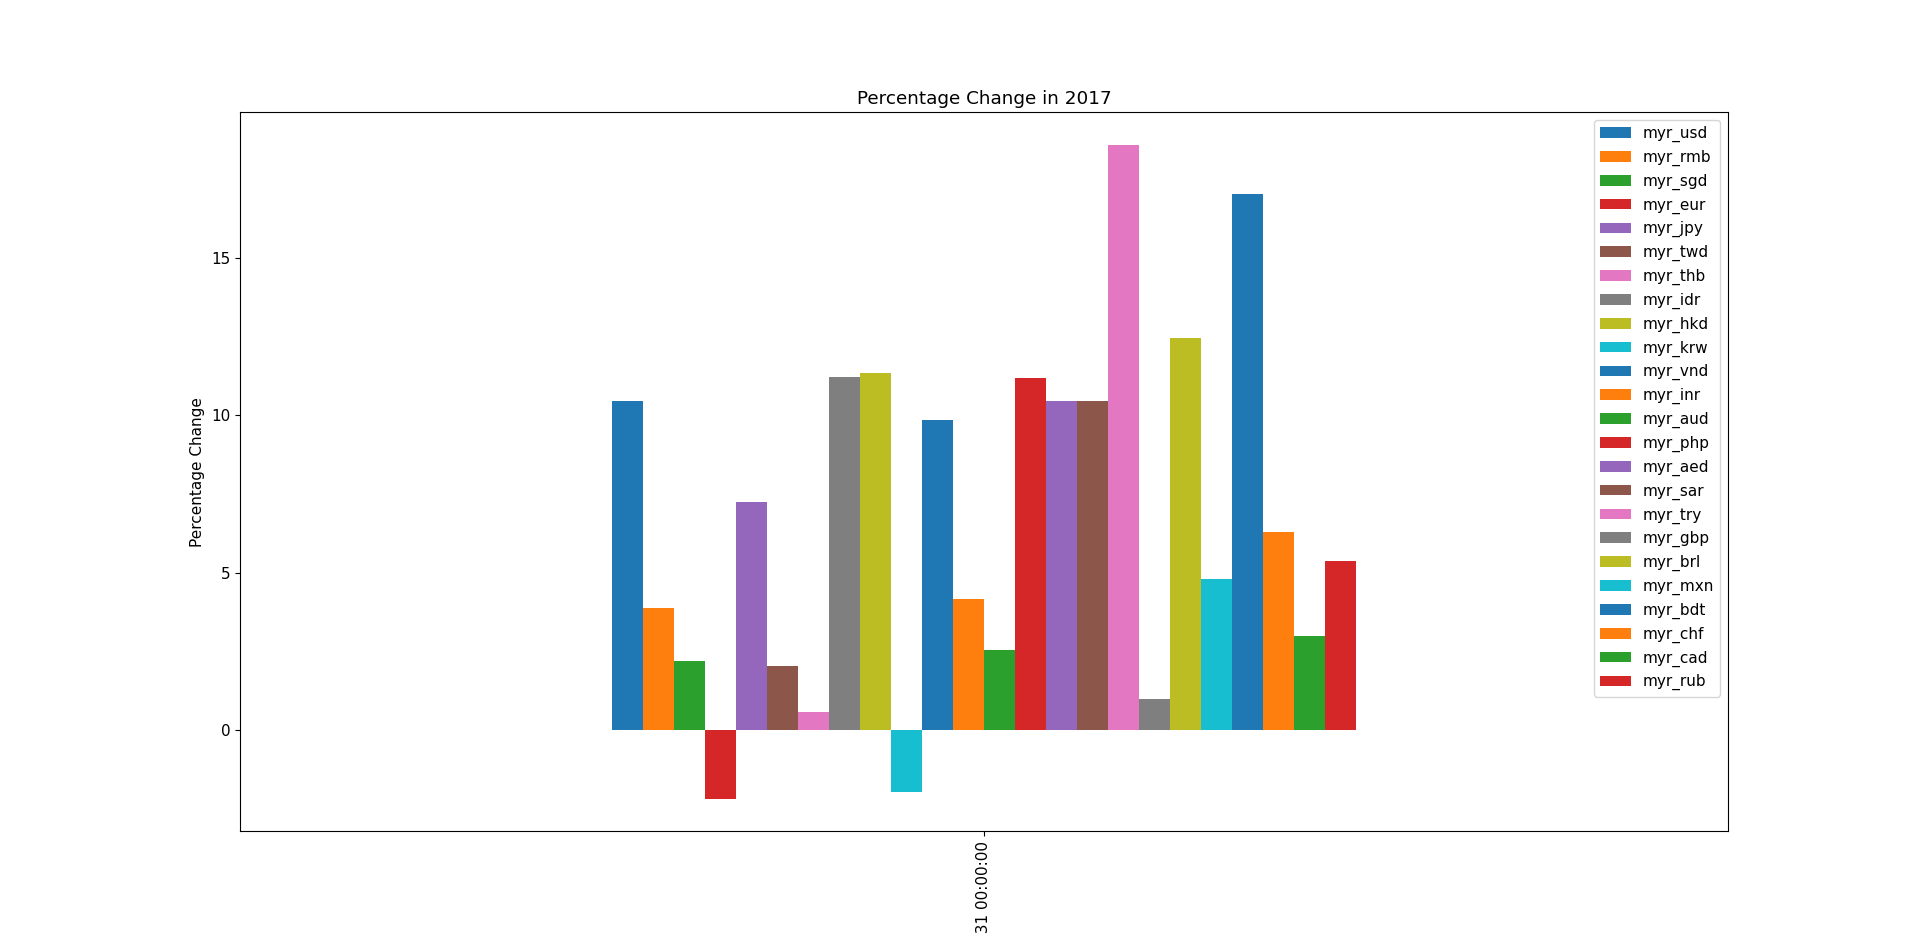 Percentage Change in 2017
Percentage Change
15
10
5
0
31 00:00:00
myr_usd
myr_rmb
myr_sgd
myr_eur
myr_jpy
myr_twd
myr_thb
myr_idr
myr_hkd
myr_krw
myr_vnd
myr_inr
myr_aud
myr_php
myr_aed
myr_sar
myr_try
myr_gbp
myr_brl
myr_mxn
myr_bdt
myr_chf
myr_cad
myr_rub